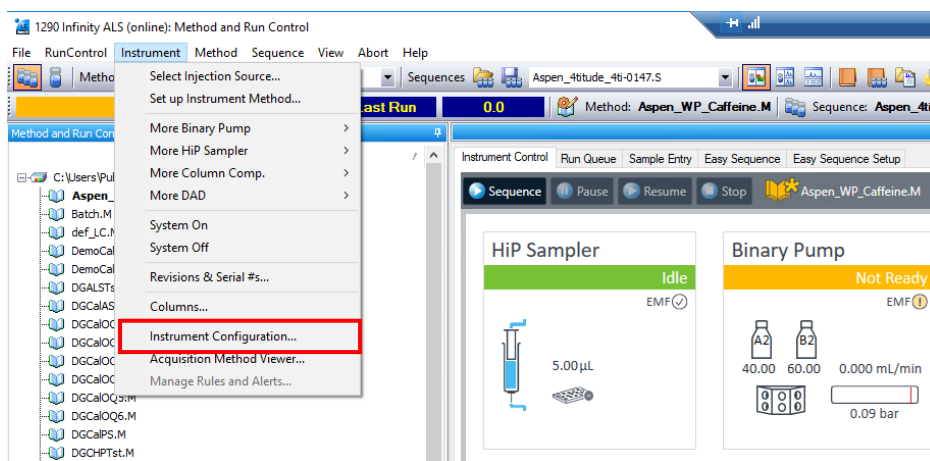 1290 Infinity ALS (online): Method and Run Control
File RunControl Instrument Method Sequence View Abort Help
Metho
Sequences Aspen_4titude_4ti-0147.S
Last Run 0.0 Method: Aspen_WP_Caffeine.M Sequence: Aspen_4ti
Method and Run Con
Select Injection Source...
Set up Instrument Method...
More Binary Pump
More HiP Sampler
More Column Comp.
More DAD
System On
System Off
Revisions & Serial #s...
Columns...
Instrument Configuration...
Acquisition Method Viewer...
Manage Rules and Alerts...
C:\Users\Pul
Aspen_
Batch.M
def_LC.M
DemoCal
DemoCal
DGALSTs
DGCalAS
DGCalOC
DGCalOC
DGCalOC
DGCalOC
DGCalOQ5.M
DGCalOQ6.M
DGCalPS.M
DGCHPTst.M
Instrument Control Run Queue Sample Entry Easy Sequence Easy Sequence Setup
Sequence Pause Resume Stop Aspen_WP_Caffeine.M
HiP Sampler
Idle
EMF
5.00 µL
Binary Pump
Not Ready
EMF
A2 B2
40.00 60.00 0.000 mL/min
0.09 bar